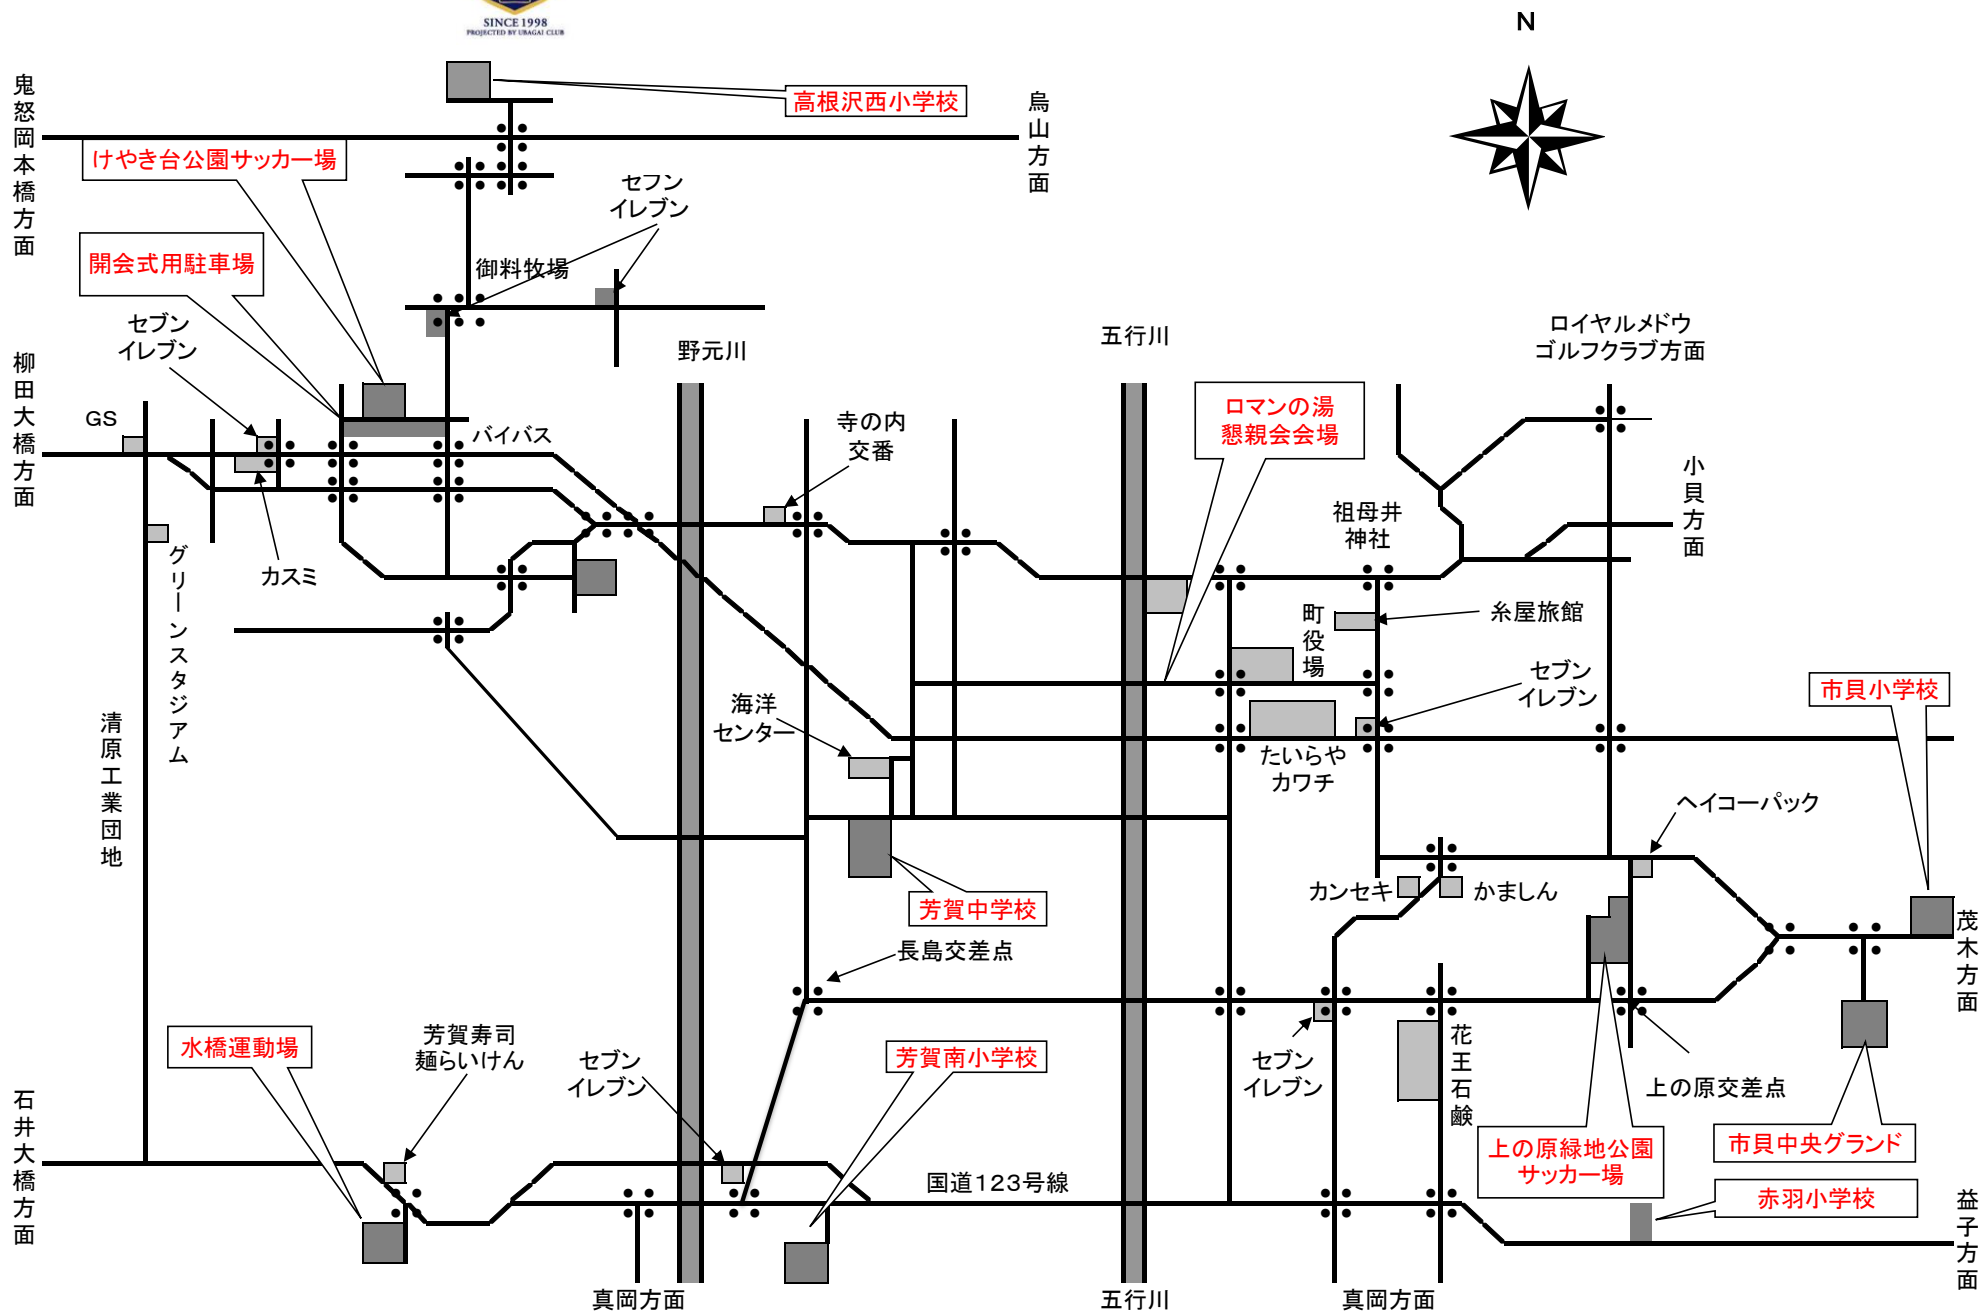 SINCE 1998
PROJECTED BY UBAGAI CLUB
N
鬼怒岡本橋方面
高根沢西小学校
烏山方面
けやき台公園サッカー場
セフン
イレブン
開会式用駐車場
御料牧場
セブン
イレブン
柳田大橋方面
野元川
五行川
ロイヤルメドウ
ゴルフクラブ方面
GS
バイパス
寺の内
交番
ロマンの湯
懇親会会場
小貝方面
祖母井
神社
グリーンスタジアム
カスミ
町役場
糸屋旅館
セブン
イレブン
市貝小学校
海洋
センター
清原工業団地
たいらや
カワチ
ヘイコーパック
カンセキ
かましん
芳賀中学校
長島交差点
茂木方面
水橋運動場
芳賀寿司
麺らいけん
セブン
イレブン
芳賀南小学校
セブン
イレブン
花王石鹸
上の原交差点
石井大橋方面
上の原緑地公園
サッカー場
市貝中央グランド
国道123号線
赤羽小学校
益子方面
真岡方面
五行川
真岡方面